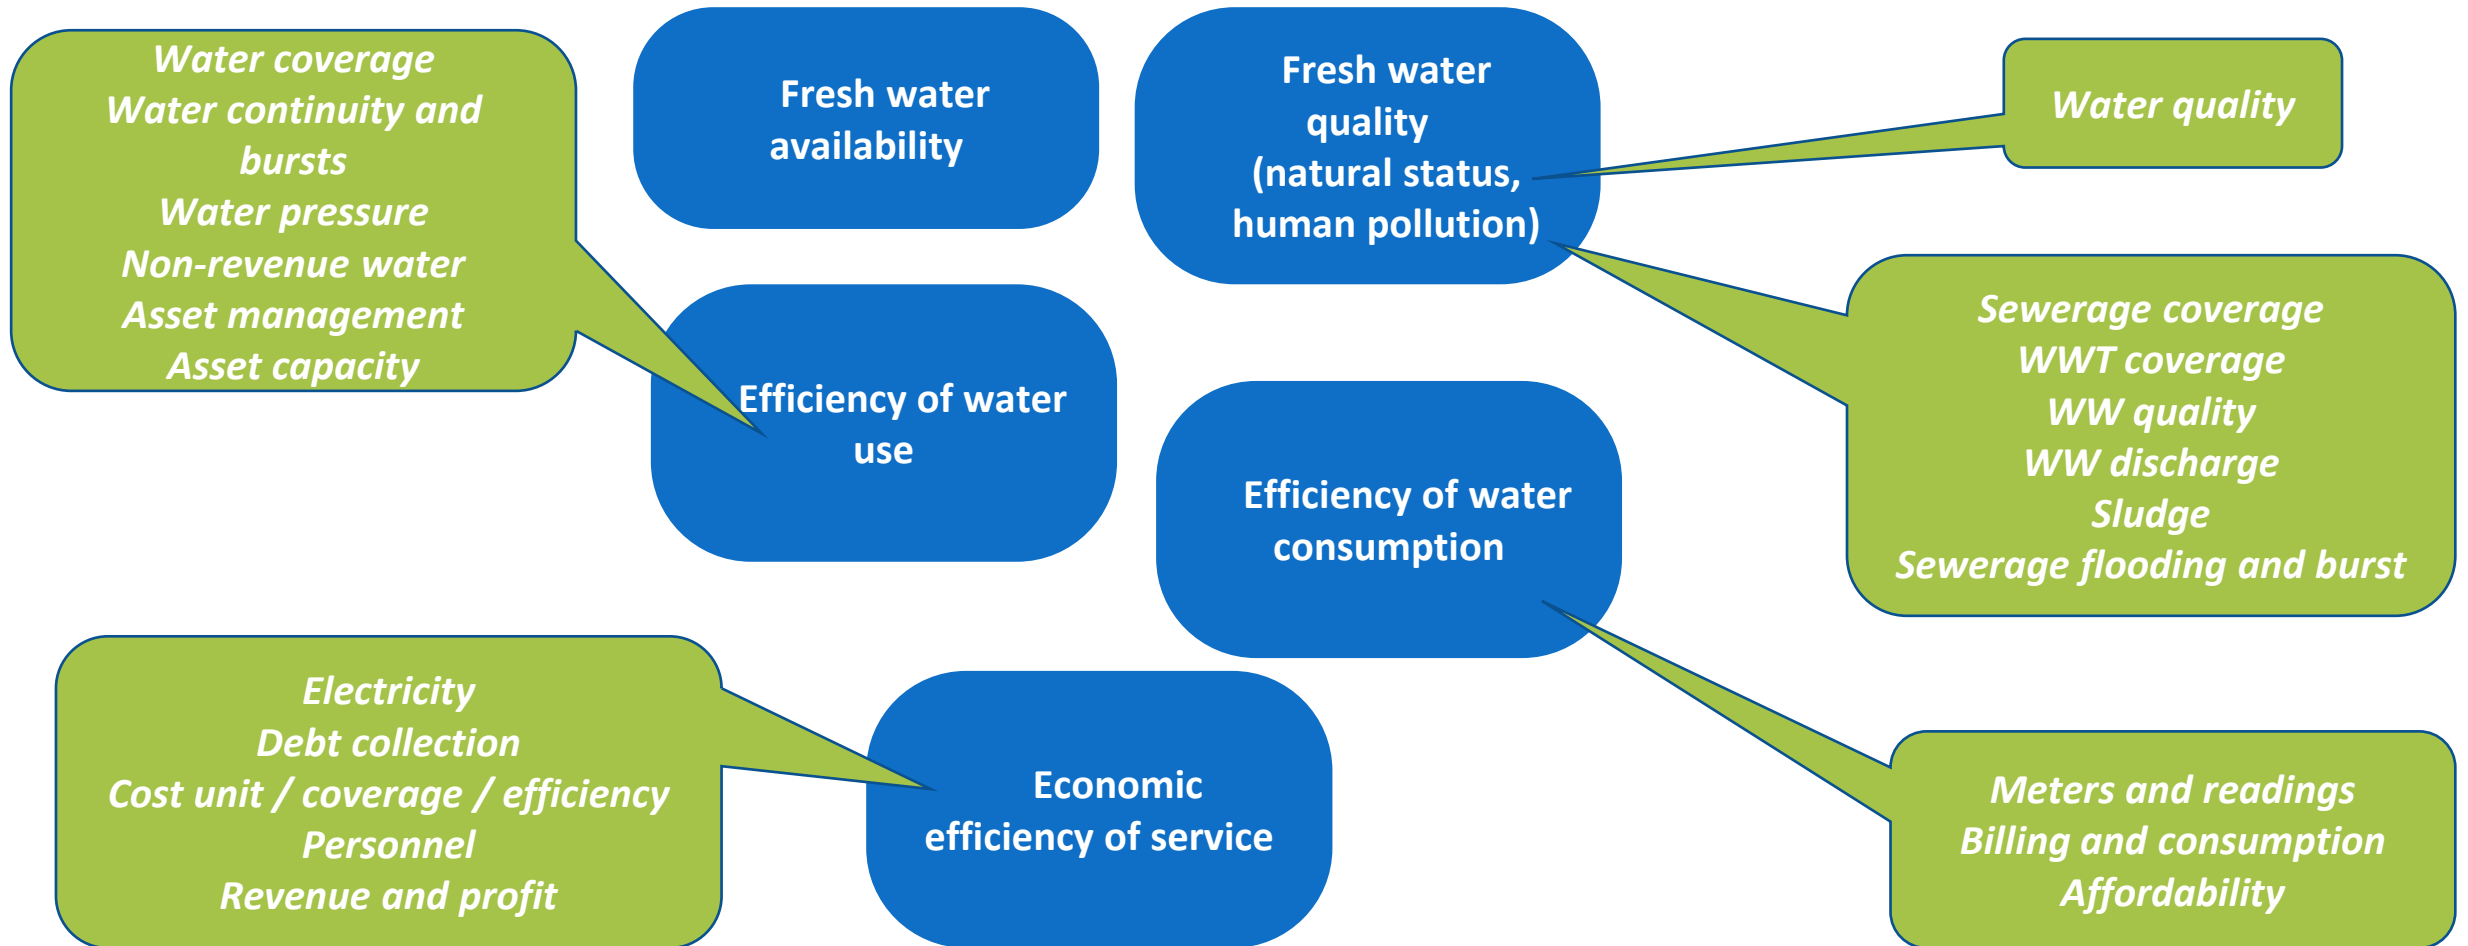 Water coverage
Water continuity and
bursts
Water pressure
Non-revenue water
Asset management
Asset capacity
Fresh water
availability
Fresh water
quality
(natural status,
human pollution)
Water quality
Efficiency of water
use
Efficiency of water
consumption
Sewerage coverage
WWT coverage
WW quality
WW discharge
Sludge
Sewerage flooding and burst
Electricity
Debt collection
Cost unit / coverage / efficiency
Personnel
Revenue and profit
Economic
efficiency of service
Meters and readings
Billing and consumption
Affordability